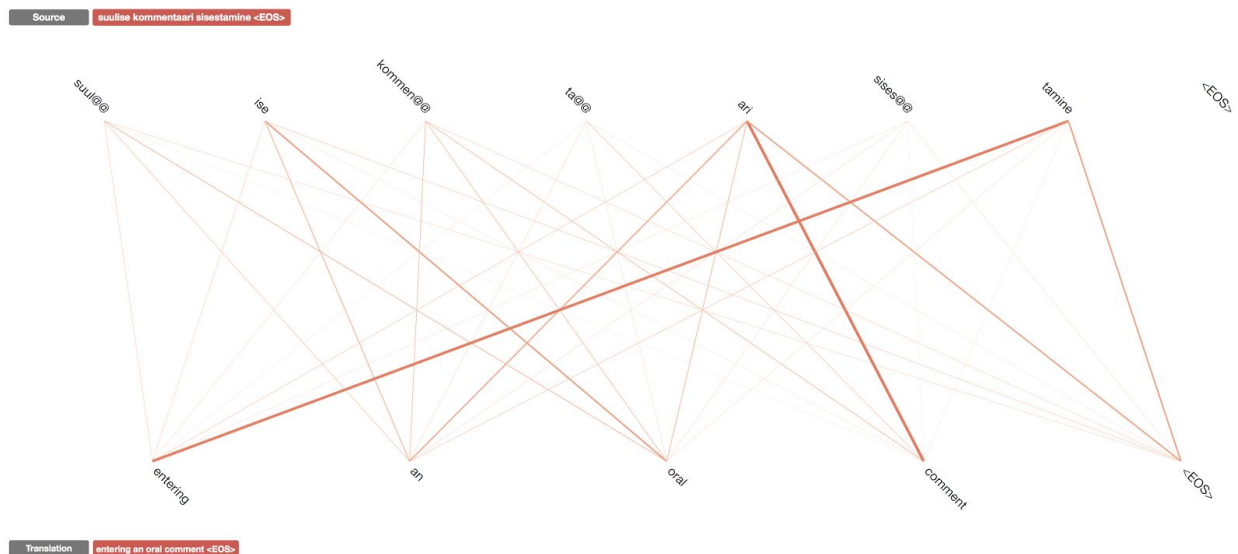 Source suulise kommentaari sisestamine <EOS>
suul@@ ise kommen@@ ta@@ ari sises@@ tamine <EOS>
entering an oral comment <EOS>
Translation entering an oral comment <EOS>